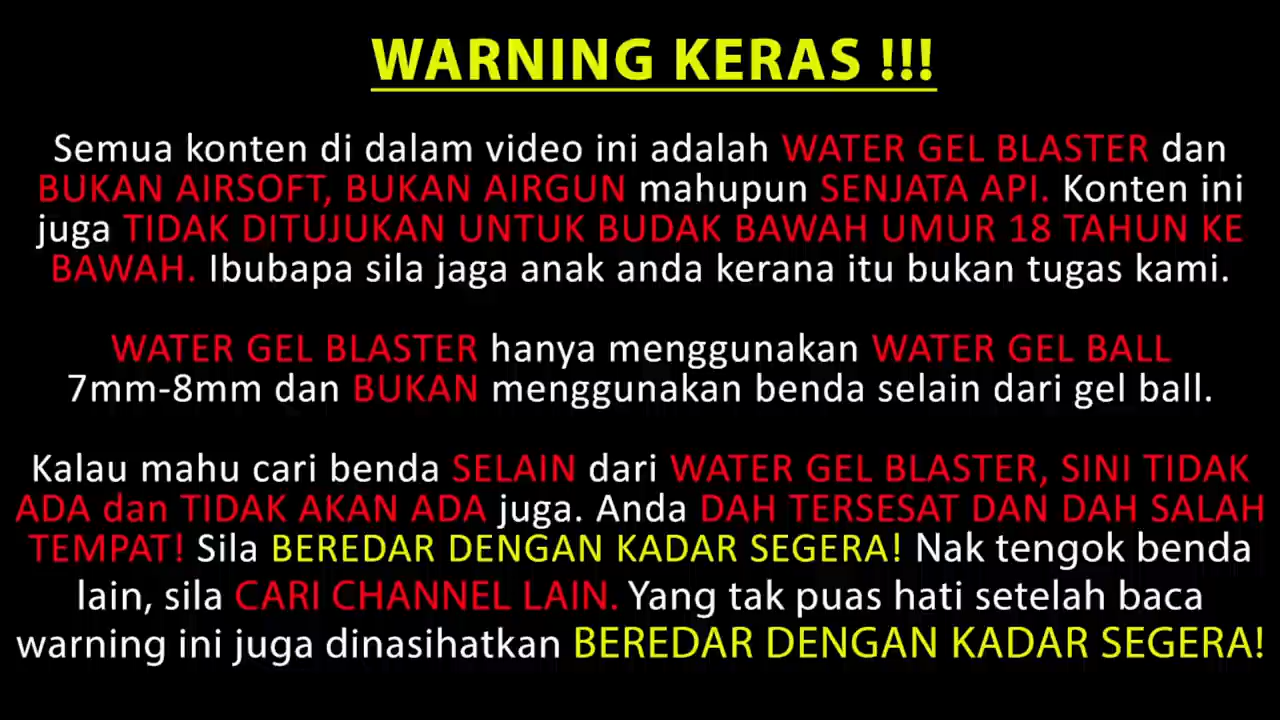 WARNING KERAS !!!
Semua konten di dalam video ini adalah WATER GEL BLASTER dan
BUKAN AIRSOFT, BUKAN AIRGUN mahupun SENJATA API. Konten ini
juga TIDAK DITUJUKAN UNTUK BUDAK BAWAH UMUR 18 TAHUN KE
BAWAH. Ibubapa sila jaga anak anda kerana itu bukan tugas kami.
WATER GEL BLASTER hanya menggunakan WATER GEL BALL
7mm-8mm dan BUKAN menggunakan benda selain dari gel ball.
Kalau mahu cari benda SELAIN dari WATER GEL BLASTER, SINI TIDAK
ADA dan TIDAK AKAN ADA juga. Anda DAH TERSESAT DAN DAH SALAH
TEMPAT! Sila BEREDAR DENGAN KADAR SEGERA! Nak tengok benda
lain, sila CARI CHANNEL LAIN. Yang tak puas hati setelah baca
warning ini juga dinasihatkan BEREDAR DENGAN KADAR SEGERA!